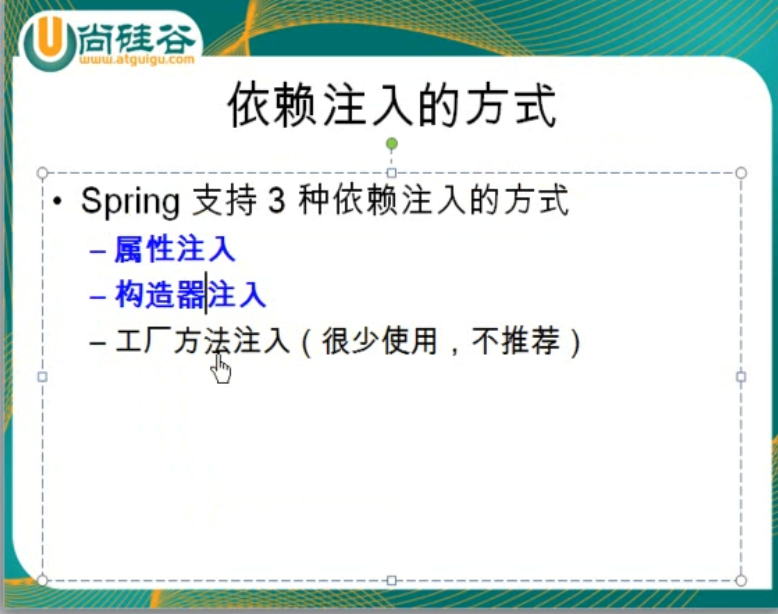 尚硅谷
www.atguigu.com
依赖注入的方式
• Spring 支持 3 种依赖注入的方式
– 属性注入
– 构造器注入
– 工厂方法注入（很少使用，不推荐）